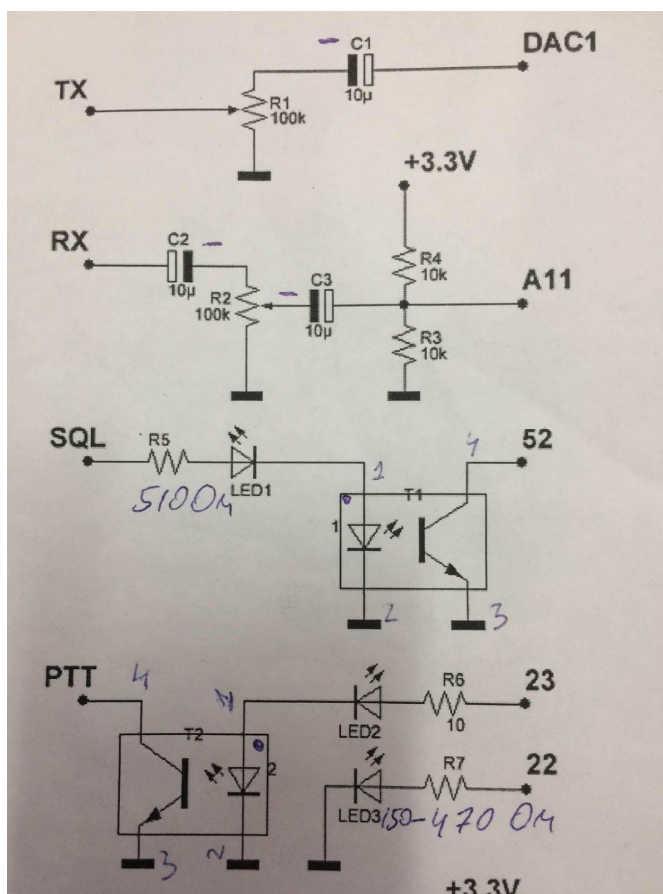 C1
DAC1
TX
R1
100k
10µ
+3.3V
RX
C2
10µ
R2
100k
C3
10µ
R4
10k
A11
R3
10k
SQL
R5
LED1
510 Ом
1
4
52
T1
1
2
3
PTT
4
T2
2
3
2
LED2
R6
10
23
LED3
R7
22
150-470 Ом
+3.3V